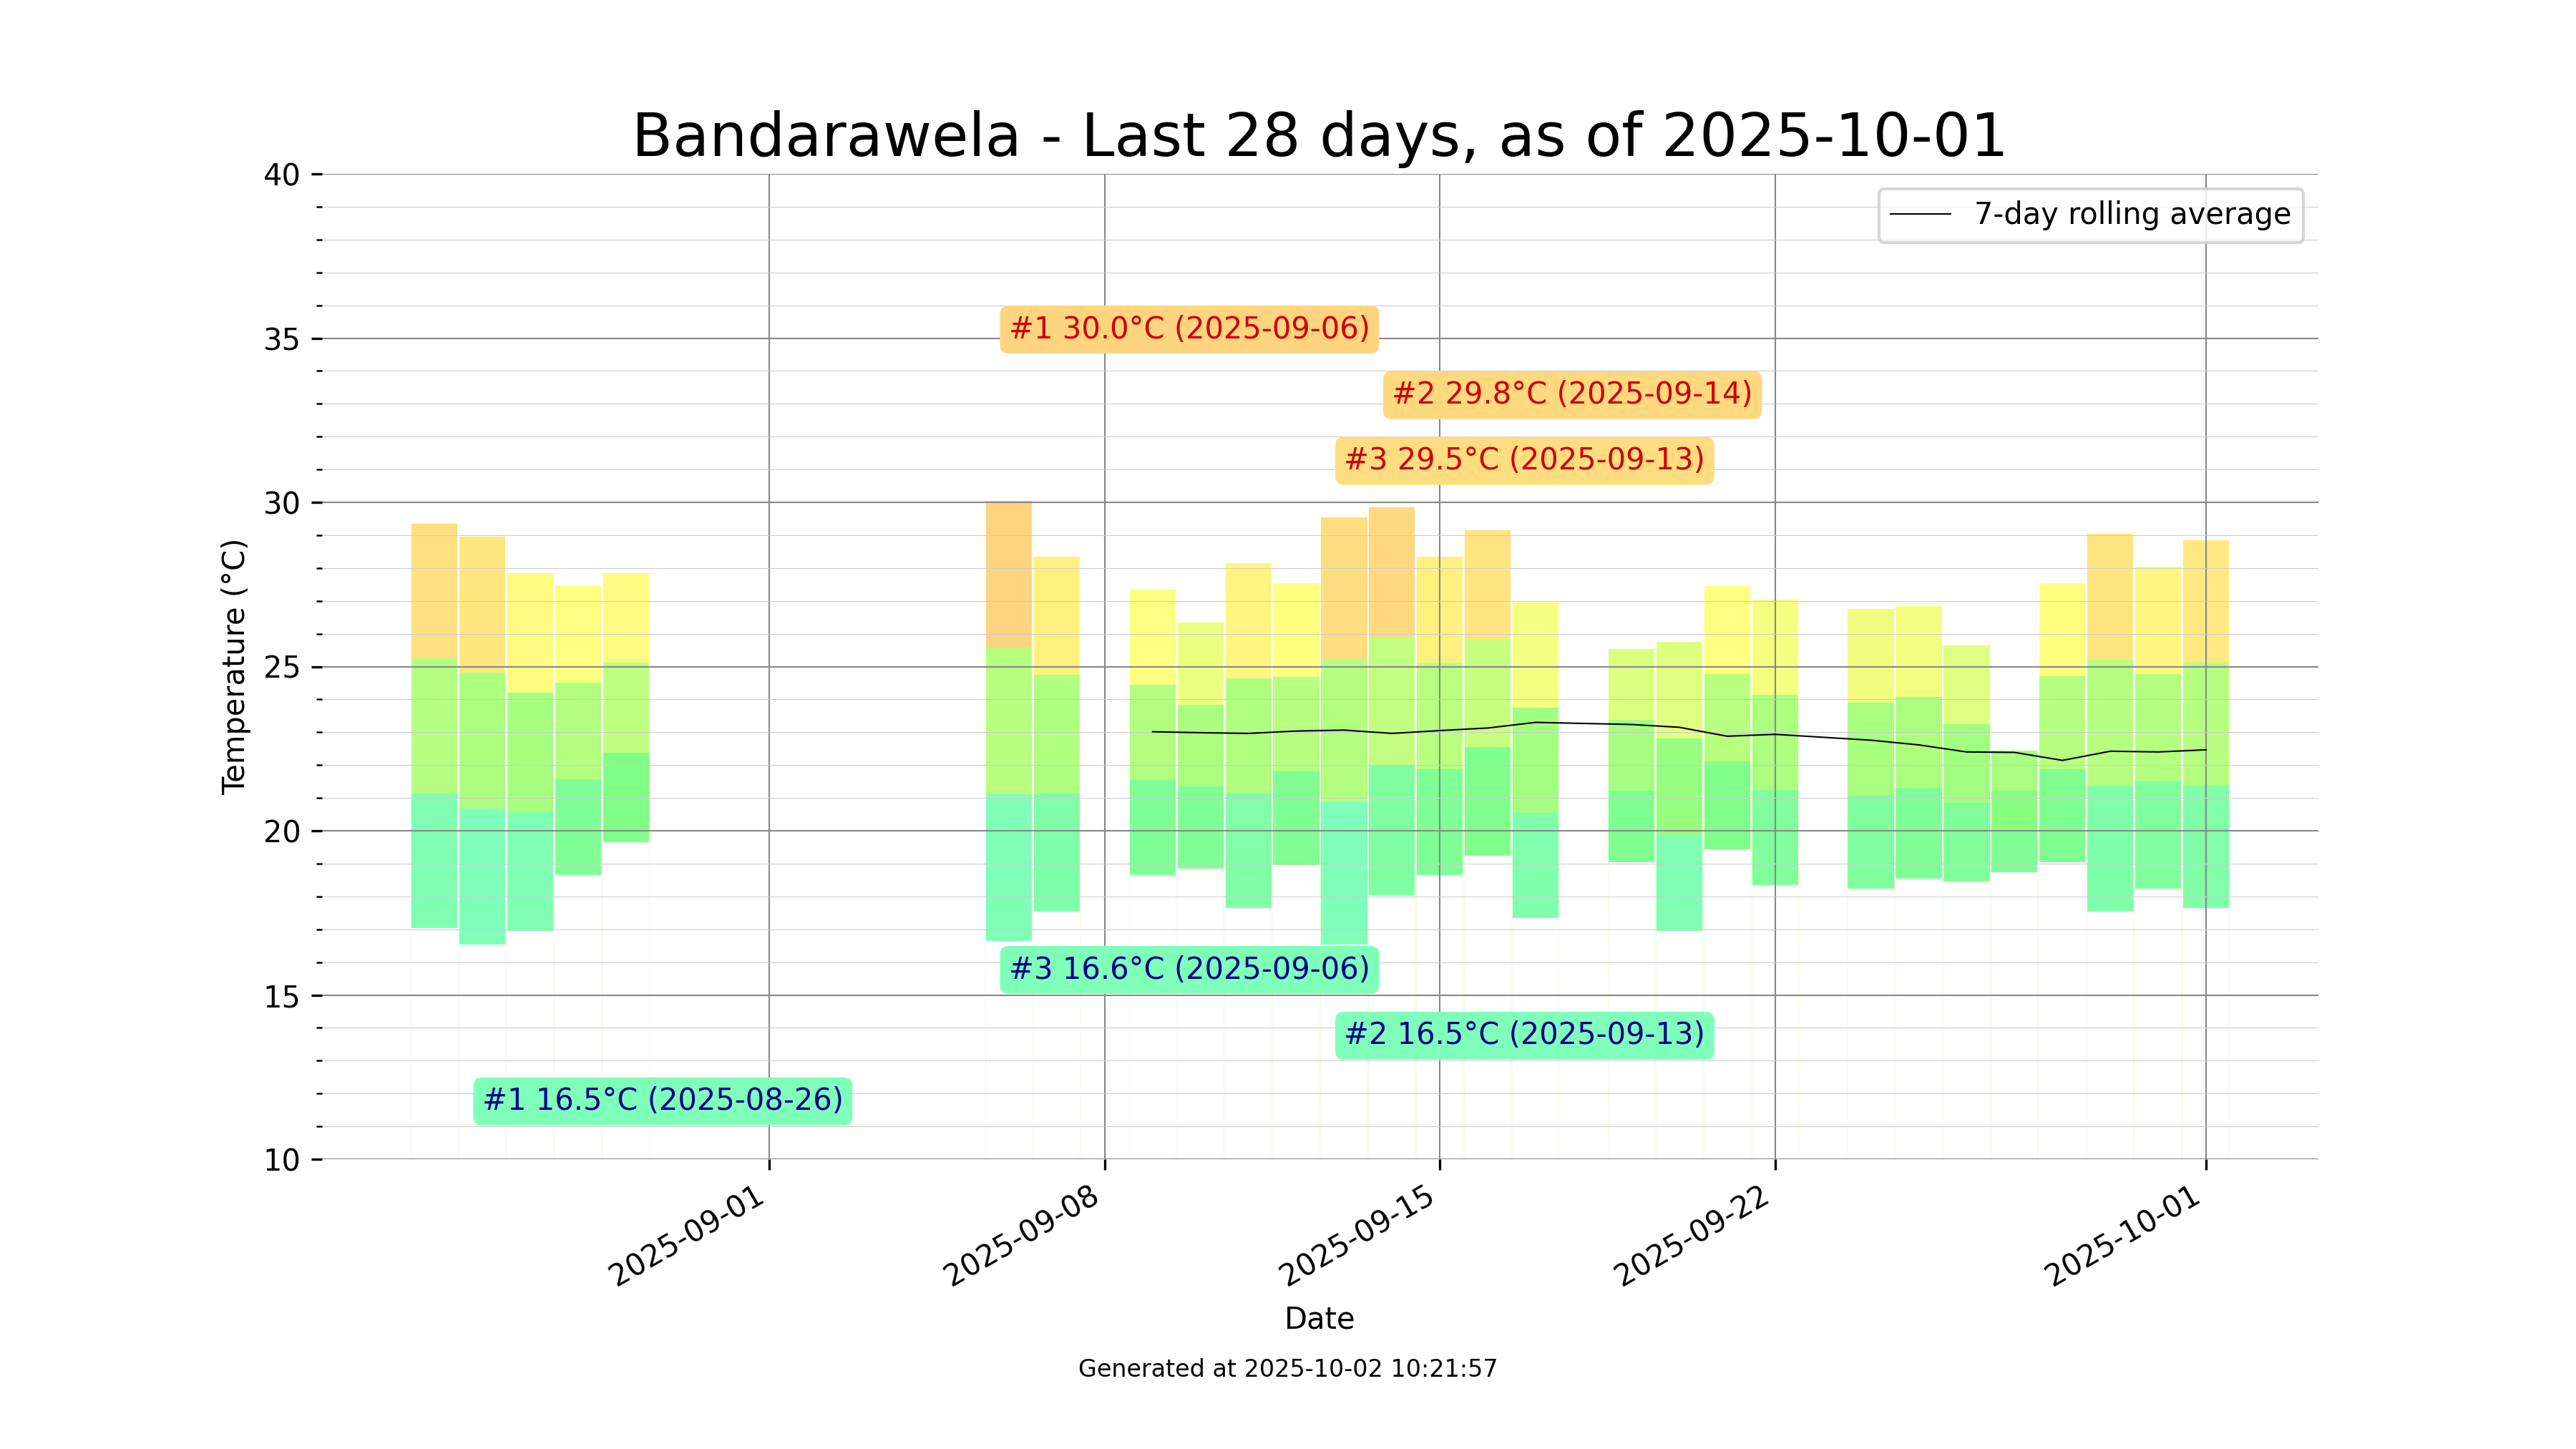 Bandarawela - Last 28 days, as of 2025-10-01
7-day rolling average
40
35
30
25
20
15
10
Temperature (°C)
#1 30.0°C (2025-09-06)
#2 29.8°C (2025-09-14)
#3 29.5°C (2025-09-13)
#3 16.6°C (2025-09-06)
#2 16.5°C (2025-09-13)
#1 16.5°C (2025-08-26)
2025-09-01
2025-09-08
2025-09-15
2025-09-22
2025-10-01
Date
Generated at 2025-10-02 10:21:57